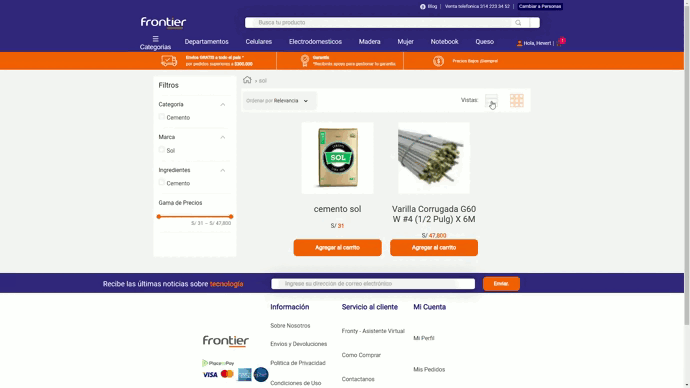 Blog
Venta telefonica 314 223 34 52
Cambiar a Personas
Frontier
Busca tu producto
Categorías
Departamentos
Celulares
Electrodomesticos
Madera
Mujer
Notebook
Queso
Hola, Hewert
1
Envíos GRATIS a todo el país *
por pedidos superiores a $300.000
Garantía
*Recibirás apoyo para gestionar tu garantía.
Precios Bajos ¡Siempre!
Filtros
sol
Ordenar por Relevancia
Vistas:
Categoría
Cemento
Marca
Sol
Ingredientes
Cemento
Gama de Precios
S/ 31 – S/ 47.800
SOL
cemento sol
S/ 31
Agregar al carrito
Varilla Corrugada G60
W #4 (1/2 Pulg) X 6M
S/ 47.800
Agregar al carrito
Recibe las últimas noticias sobre tecnología
Ingrese su dirección de correo electrónico
Enviar.
Frontier
PlacetoPay
VISA
Información
Sobre Nosotros
Envíos y Devoluciones
Política de Privacidad
Condiciones de Uso
Servicio al cliente
Fronty - Asistente Virtual
Como Comprar
Contactanos
Mi Cuenta
Mi Perfil
Mis Pedidos